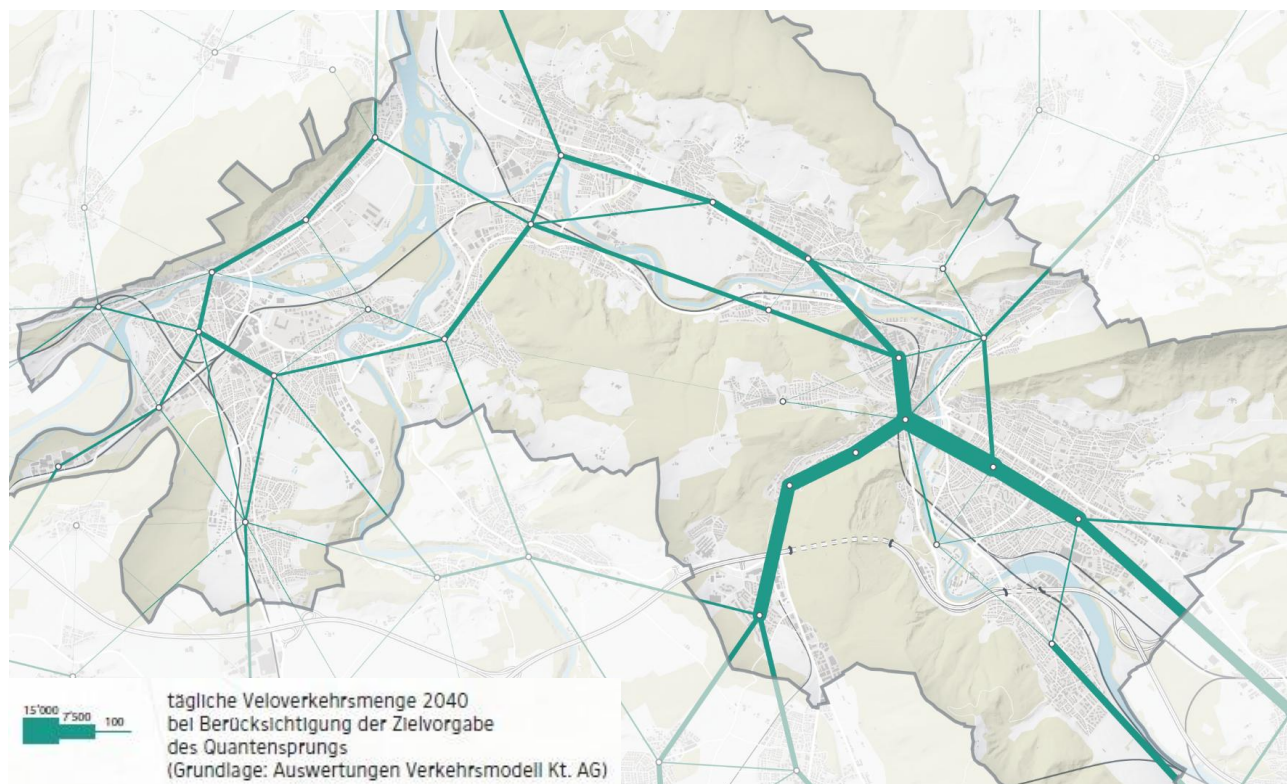 15'000 7'500 100
tägliche Veloverkehrsmenge 2040
bei Berücksichtigung der Zielvorgabe
des Quantensprungs
(Grundlage: Auswertungen Verkehrsmodell Kt. AG)